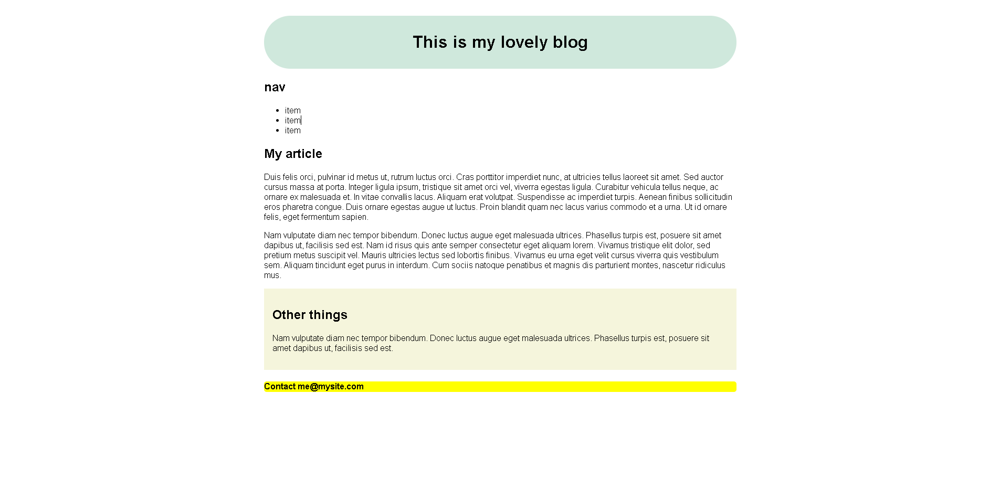 This is my lovely blog
nav
item
item
item
My article
Duis felis orci, pulvinar id metus ut, rutrum luctus orci. Cras porttitor imperdiet nunc, at ultricies tellus laoreet sit amet. Sed auctor
cursus massa at porta. Integer ligula ipsum, tristique sit amet orci vel, viverra egestas ligula. Curabitur vehicula tellus neque, ac
ornare ex malesuada et. In vitae convallis lacus. Aliquam erat volutpat. Suspendisse ac imperdiet turpis. Aenean finibus sollicitudin
eros pharetra congue. Duis ornare egestas augue ut luctus. Proin blandit quam nec lacus varius commodo et a urna. Ut id ornare
felis, eget fermentum sapien.
Nam vulputate diam nec tempor bibendum. Donec luctus augue eget malesuada ultrices. Phasellus turpis est, posuere sit amet
dapibus ut, facilisis sed est. Nam id risus quis ante semper consectetur eget aliquam lorem. Vivamus tristique elit dolor, sed
pretium metus suscipit vel. Mauris ultricies lectus sed lobortis finibus. Vivamus eu urna eget velit cursus viverra quis vestibulum
sem. Aliquam tincidunt eget purus in interdum. Cum sociis natoque penatibus et magnis dis parturient montes, nascetur ridiculus
mus.
Other things
Nam vulputate diam nec tempor bibendum. Donec luctus augue eget malesuada ultrices. Phasellus turpis est, posuere sit
amet dapibus ut, facilisis sed est.
Contact me@mysite.com